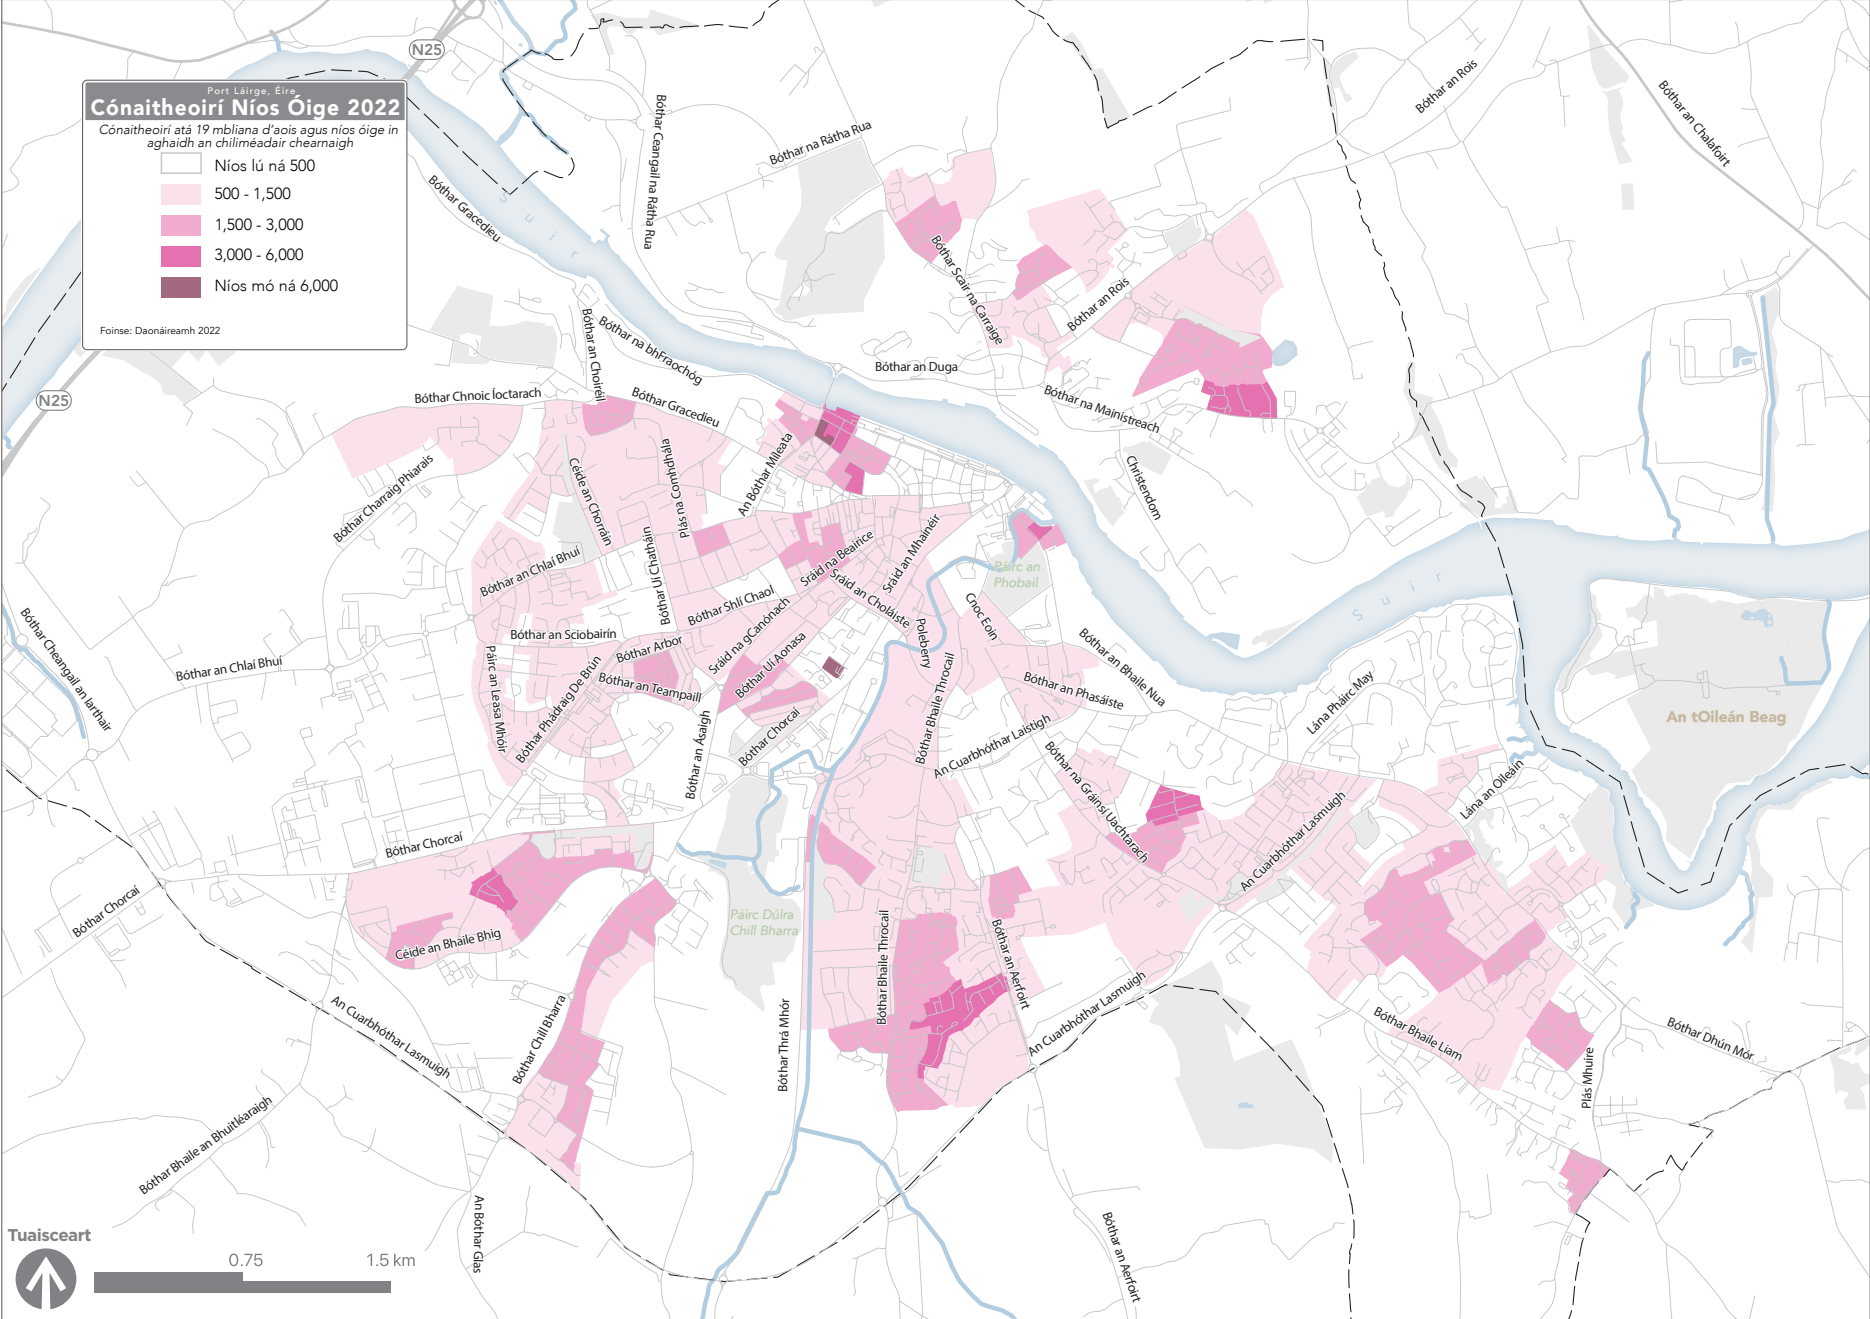 Port Láirge, Éire
Cónaitheoirí Níos Óige 2022
Cónaitheoirí atá 19 mbliana d'aois agus níos óige in
aghaidh an chiliméadair chearnaigh
Níos lú ná 500
500 - 1,500
1,500 - 3,000
3,000 - 6,000
Níos mó ná 6,000
Foinse: Daonáireamh 2022
N25
N25
Bóthar Ceangail na Rátha Rua
Bóthar na Rátha Rua
Bóthar an Rois
Bóthar an Chalafoirt
Bóthar Gracedieu
Suir
Bóthar Scair na Carraige
Bóthar an Rois
Bóthar an Choiréil
Bóthar na bhFraochóg
Bóthar an Duga
Bóthar Chnoic Íoctarach
Bóthar Gracedieu
Bóthar na Mainistreach
Bóthar Charraig Phiarais
Céide an Chorráin
Plás na Comhdhála
An Bóthar Míleata
Christendom
Bóthar an Chlaí Bhuí
Bóthar Uí Chatháin
Sráid na Beairice
Sráid an Mhainéir
Páirc an
Phobail
Suir
Bóthar Shlí Chaol
Sráid an Choláiste
Cnoc Eoin
Bóthar Cheangail an Iarthair
Bóthar an Sciobairín
Bóthar Arbor
Sráid na gCanónach
Poleberry
Bóthar an Bhaile Nua
Bóthar an Chlaí Bhuí
Páirc an Leasa Mhóir
Bóthar Phádraig De Brún
Bóthar an Teampaill
Bóthar Uí Aonasa
Bóthar Bhaile Throcail
Bóthar an Phasáiste
Lána Pháirc May
An tOileán Beag
Bóthar an Ásaigh
Bóthar Chorcaí
An Cuarbhóthar Laistigh
Bóthar na Gráinsí Uachtarach
Lána an Oileáin
Bóthar Chorcaí
An Cuarbhóthar Lasmuigh
Bóthar Chorcaí
Céide an Bhaile Bhig
Páirc Dúlra
Chill Bharra
Bóthar Bhaile Throcail
Bóthar an Aerfoirt
An Cuarbhóthar Lasmuigh
Bóthar Chill Bharra
An Cuarbhóthar Lasmuigh
Bóthar Thrá Mhór
Bóthar Bhaile Liam
Bóthar Dhún Mór
Plás Mhuire
Bóthar Bhaile an Bhuitléaraigh
An Bóthar Glas
Bóthar an Aerfoirt
Tuaisceart
0.75
1.5 km